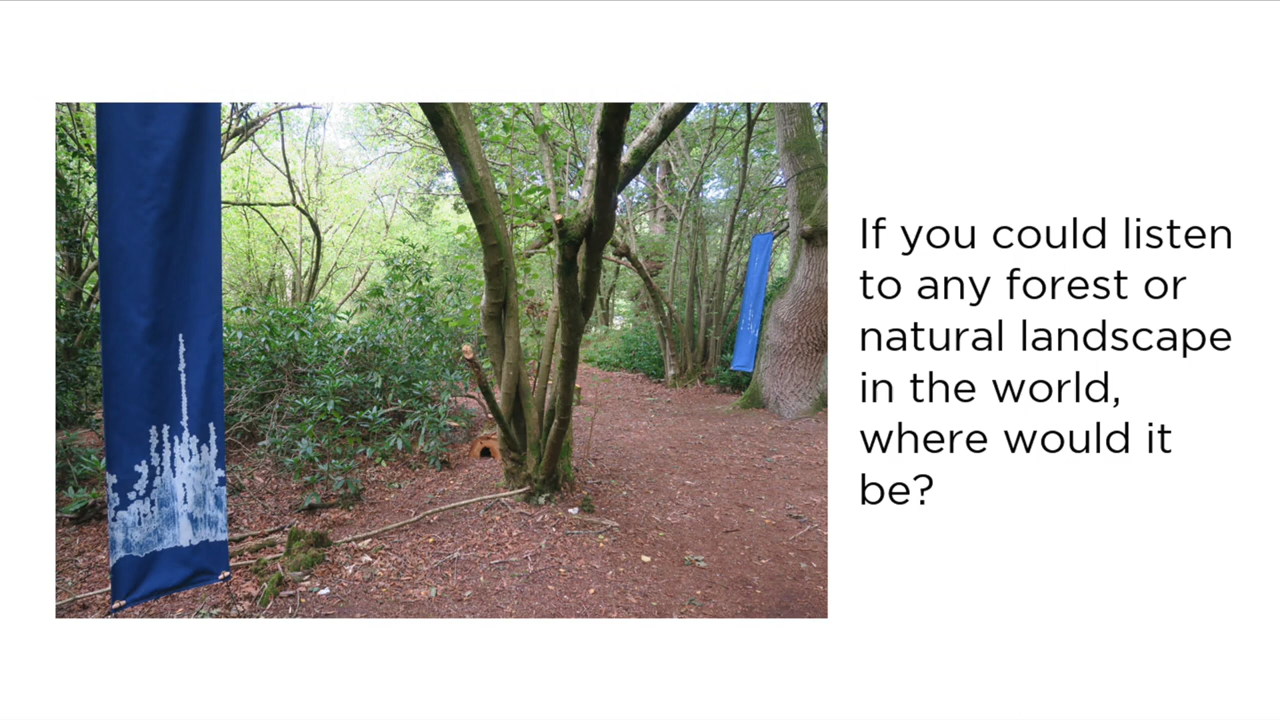 If you could listen
to any forest or
natural landscape
in the world,
where would it
be?